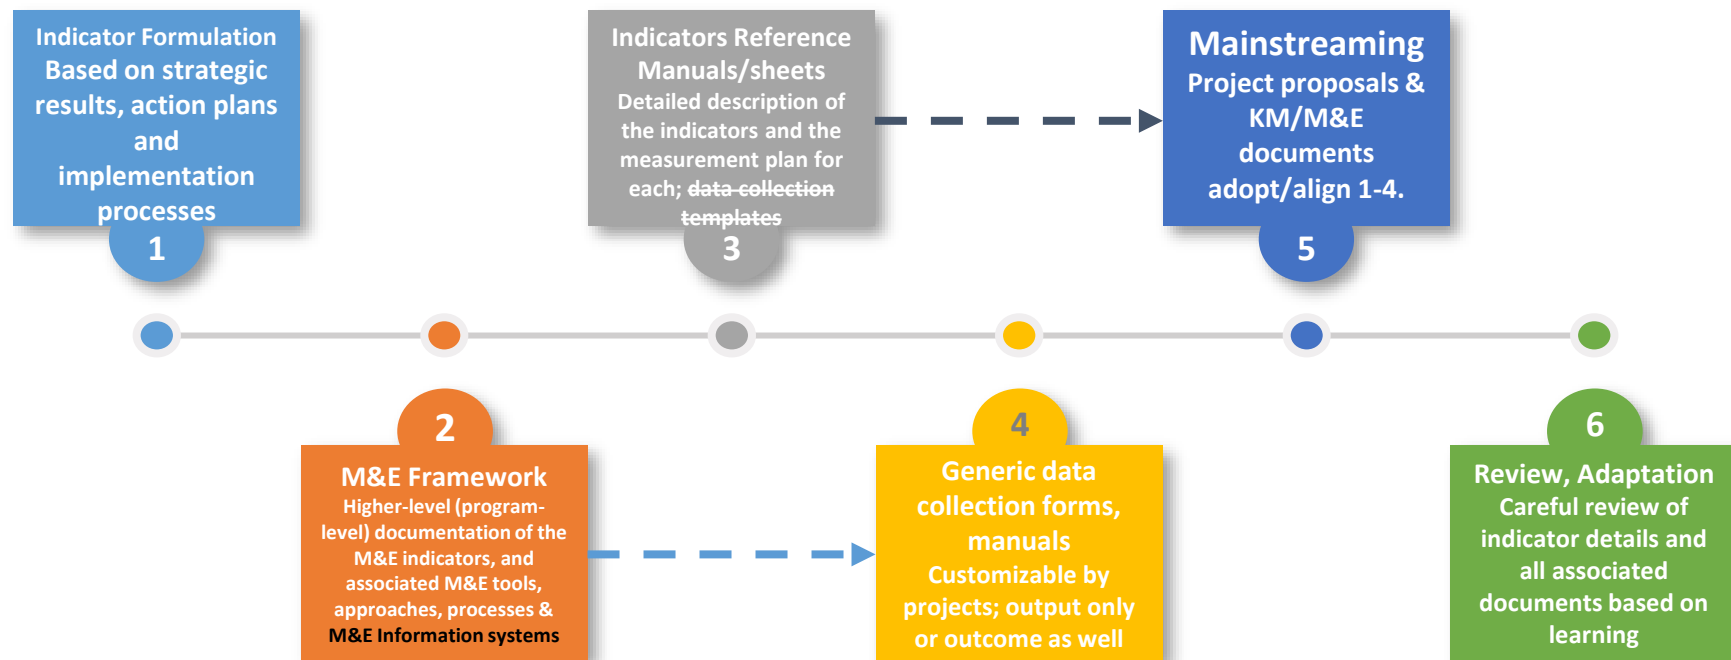 Indicator Formulation
Based on strategic
results, action plans
and
implementation
processes
1
2
M&E Framework
Higher-level (program-
level) documentation of the
M&E indicators, and
associated M&E tools,
approaches, processes &
M&E Information systems
Indicators Reference
Manuals/sheets
Detailed description of
the indicators and the
measurement plan for
each; data collection
templates
3
4
Generic data
collection forms,
manuals
Customizable by
projects; output only
or outcome as well
Mainstreaming
Project proposals &
KM/M&E
documents
adopt/align 1-4.
5
6
Review, Adaptation
Careful review of
indicator details and
all associated
documents based on
learning